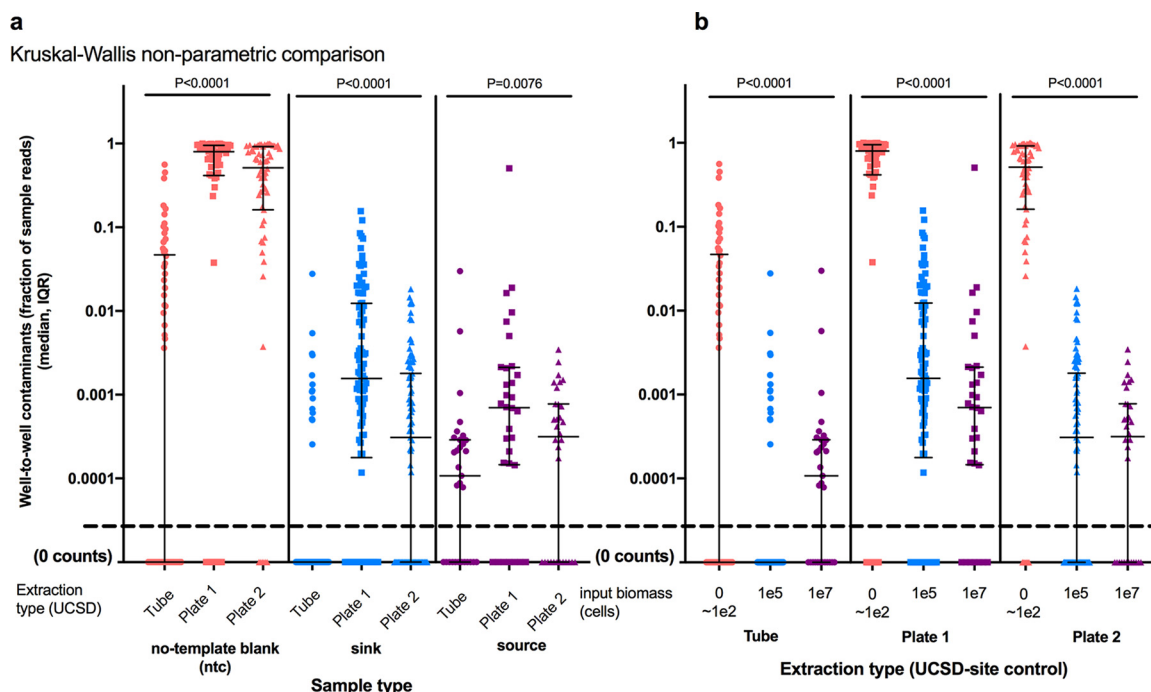 a
b
Kruskal-Wallis non-parametric comparison
P<0.0001
P<0.0001
P=0.0076
P<0.0001
P<0.0001
P<0.0001
Well-to-well contaminants (fraction of sample reads)
(median, IQR)
1
0.1
0.01
0.001
0.0001
(0 counts)
1
0.1
0.01
0.001
0.0001
(0 counts)
Extraction
type (UCSD)
Tube
Plate 1
Plate 2
Tube
Plate 1
Plate 2
Tube
Plate 1
Plate 2
no-template blank
(ntc)
sink
source
Sample type
input biomass
(cells)
0
~1e2
1e5
1e7
0
~1e2
1e5
1e7
0
~1e2
1e5
1e7
Tube
Plate 1
Plate 2
Extraction type (UCSD-site control)